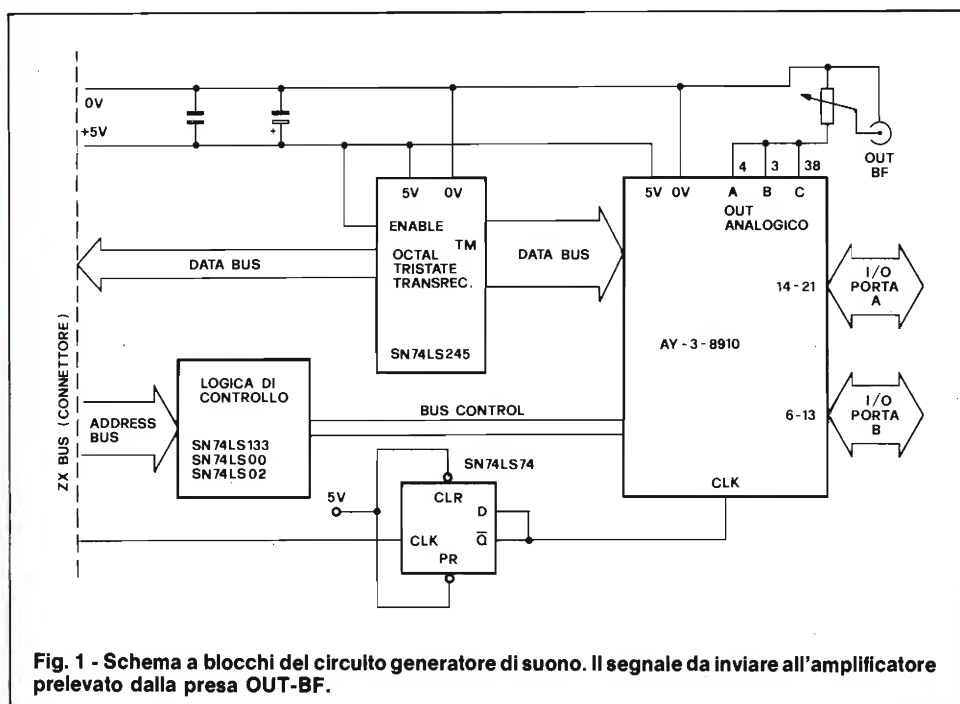 0V
+5V
5V 0V
ENABLE
TM
OCTAL
TRISTATE
TRANSREC.
SN74LS245
DATA BUS
DATA BUS
5V 0V
4 3 38
A B C
OUT
ANALOGICO
OUT
BF
14-21
I/O
PORTA
A
AY-3-8910
6-13
I/O
PORTA
B
CLK
ZX BUS (CONNETTORE)
ADDRESS
BUS
LOGICA DI
CONTROLLO
SN74LS133
SN74LS00
SN74LS02
BUS CONTROL
SN74LS74
5V
CLR
D
CLK
Q̅
PR
Fig. 1 - Schema a blocchi del circuito generatore di suono. Il segnale da inviare all'amplificatore
prelevato dalla presa OUT-BF.